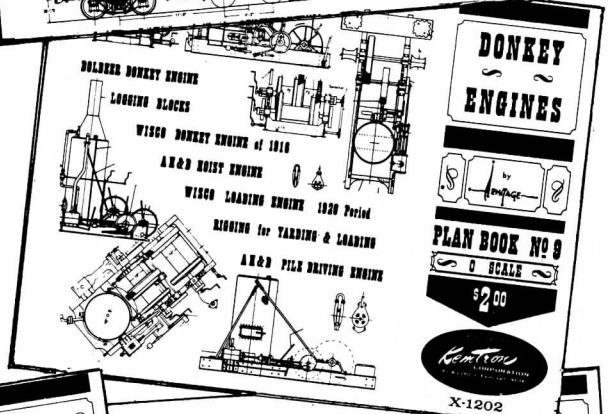 DOLBEER DONKEY ENGINE
LOGGING BLOCKS
WISCO DONKEY ENGINE of 1916
AH&D HOIST ENGINE
WISCO LOADING ENGINE 1920 Period
RIGGING for YARDING & LOADING
AH&D PILE DRIVING ENGINE
DONKEY
ENGINES
by
ARMITAGE
PLAN BOOK Nº 9
O SCALE
$2.00
Kemtron
CORPORATION
X-1202